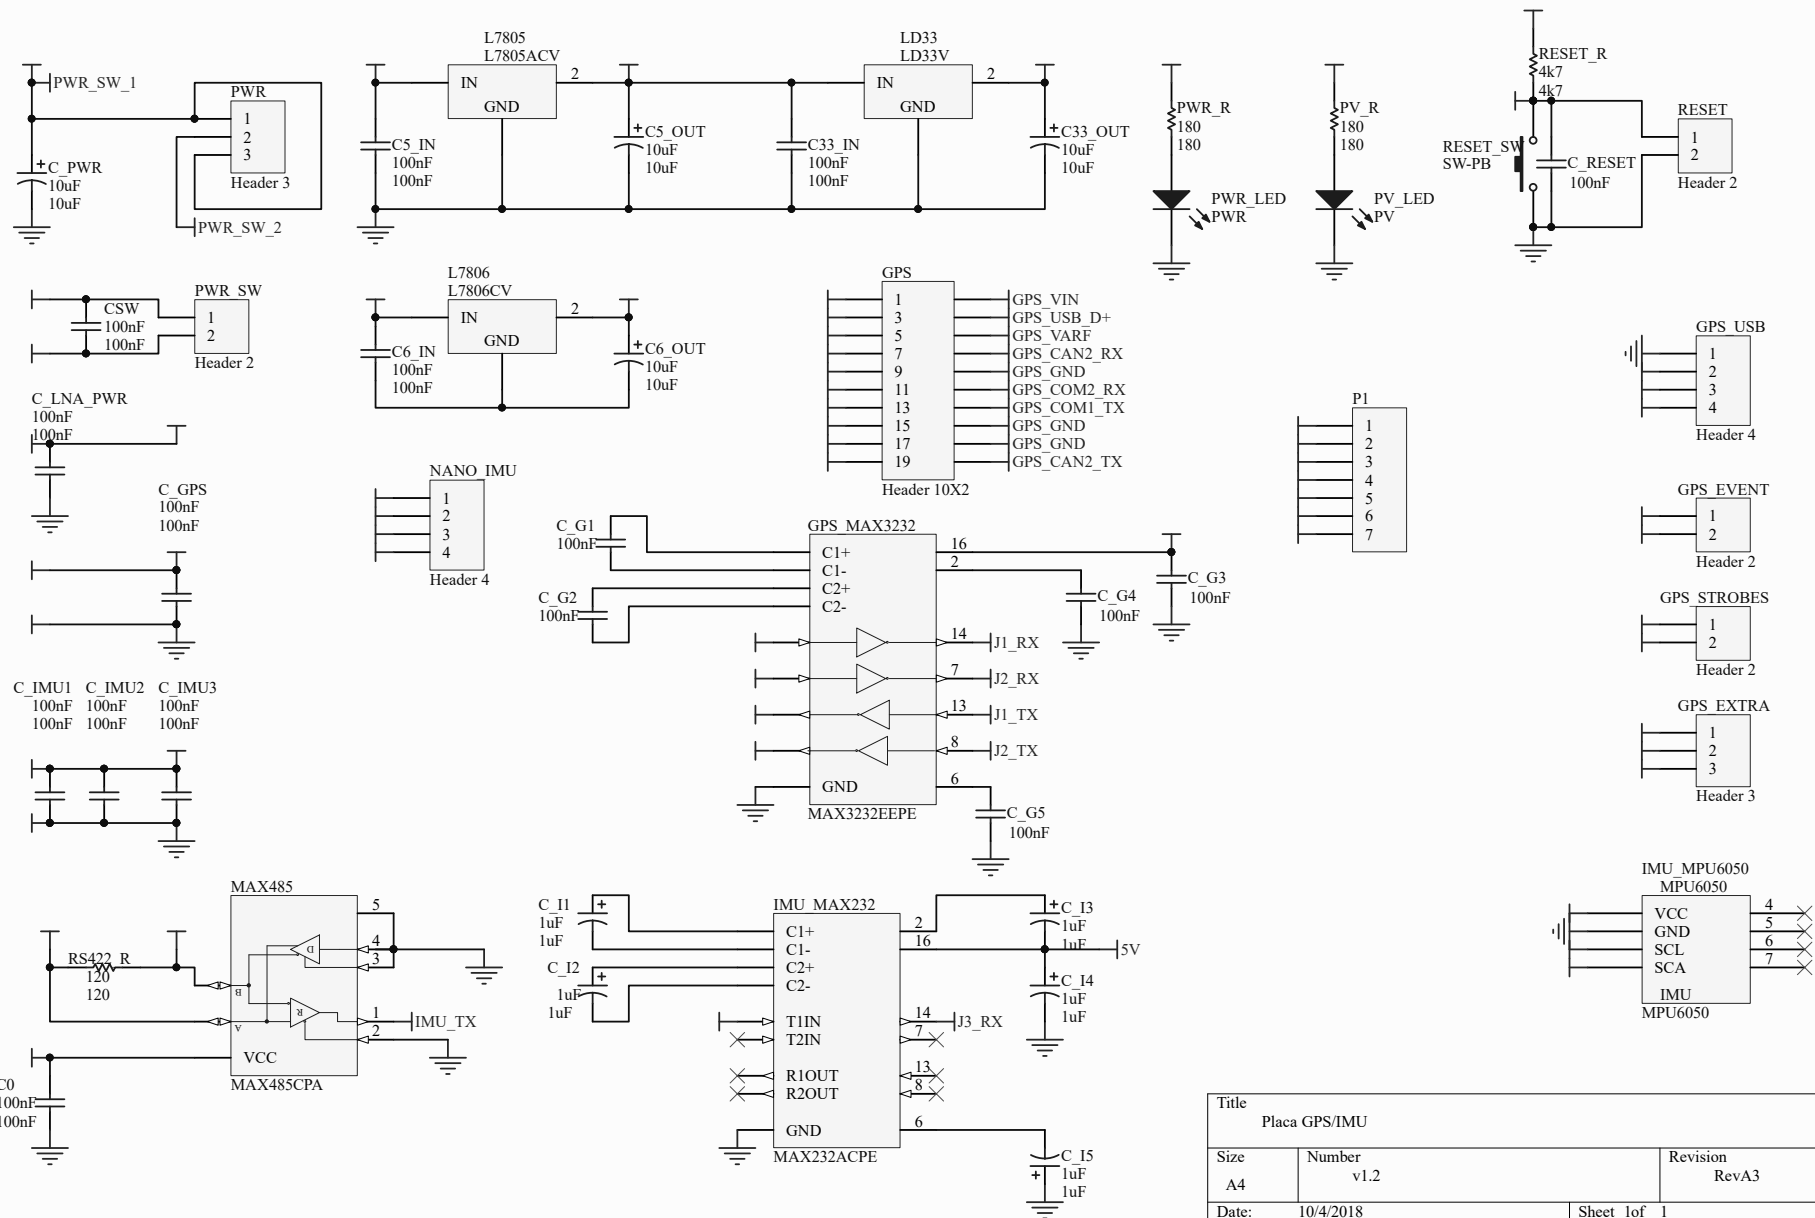 L7805
L7805ACV
IN
GND
2
C5_IN
100nF
100nF
C5_OUT
10uF
10uF
LD33
LD33V
IN
GND
2
C33_IN
100nF
100nF
C33_OUT
10uF
10uF
PWR_SW_1
PWR
1
2
3
Header 3
C_PWR
10uF
10uF
PWR_SW_2
PWR_R
180
180
PWR_LED
PWR
PV_R
180
180
PV_LED
PV
RESET_R
4k7
4k7
RESET_SW
SW-PB
C_RESET
100nF
RESET
1
2
Header 2
PWR_SW
CSW
100nF
100nF
1
2
Header 2
L7806
L7806CV
IN
GND
2
C6_IN
100nF
100nF
C6_OUT
10uF
10uF
GPS
1 GPS_VIN
3 GPS_USB_D+
5 GPS_VARF
7 GPS_CAN2_RX
9 GPS_GND
11 GPS_COM2_RX
13 GPS_COM1_TX
15 GPS_GND
17 GPS_GND
19 GPS_CAN2_TX
Header 10X2
GPS_USB
1
2
3
4
Header 4
C_LNA_PWR
100nF
100nF
C_GPS
100nF
100nF
NANO_IMU
1
2
3
4
Header 4
P1
1
2
3
4
5
6
7
GPS_EVENT
1
2
Header 2
GPS_STROBES
1
2
Header 2
GPS_EXTRA
1
2
3
Header 3
C_G1
100nF
C_G2
100nF
GPS_MAX3232
C1+ 16
C1- 2
C2+
C2-
14 J1_RX
7 J2_RX
13 J1_TX
8 J2_TX
GND 6
MAX3232EEPE
C_G3
100nF
C_G4
100nF
C_G5
100nF
C_IMU1 C_IMU2 C_IMU3
100nF 100nF 100nF
100nF 100nF 100nF
MAX485
5
4
3
D
B
R
A
1 IMU_TX
2
VCC
MAX485CPA
RS422_R
120
120
C0
100nF
100nF
C_I1
1uF
1uF
C_I2
1uF
1uF
IMU_MAX232
C1+ 2
C1- 16
C2+
C2-
T1IN 14 J3_RX
T2IN 7
R1OUT 13
R2OUT 8
GND 6
MAX232ACPE
C_I3
1uF
1uF
5V
C_I4
1uF
1uF
C_I5
1uF
1uF
IMU_MPU6050
MPU6050
VCC 4
GND 5
SCL 6
SCA 7
IMU
MPU6050
Title
Placa GPS/IMU
Size Number Revision
A4 v1.2 RevA3
Date: 10/4/2018 Sheet 1of 1